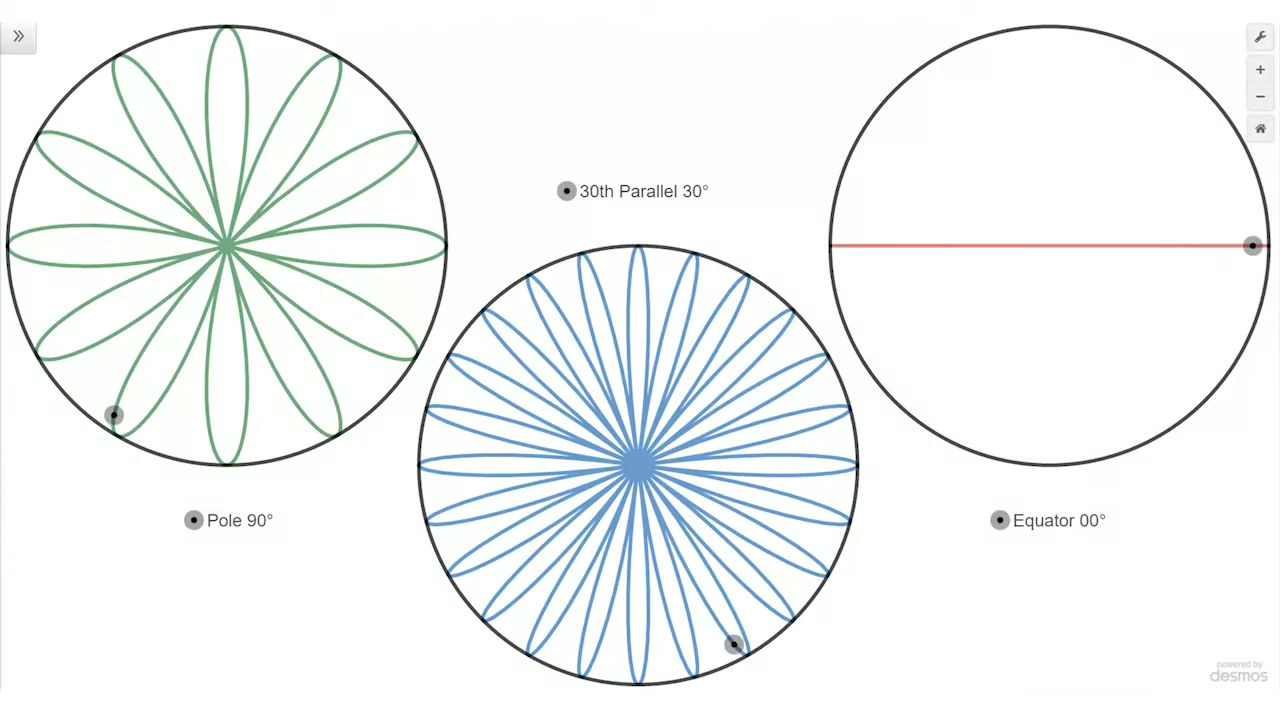 30th Parallel 30°
Pole 90°
Equator 00°
powered by
desmos